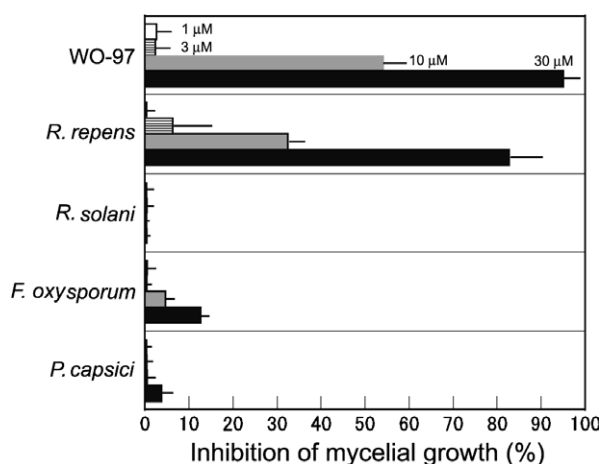 1 µM
WO-97
3 µM
10 µM
30 µM
R. repens
R. solani
F. oxysporum
P. capsici
0 10 20 30 40 50 60 70 80 90 100
Inhibition of mycelial growth (%)